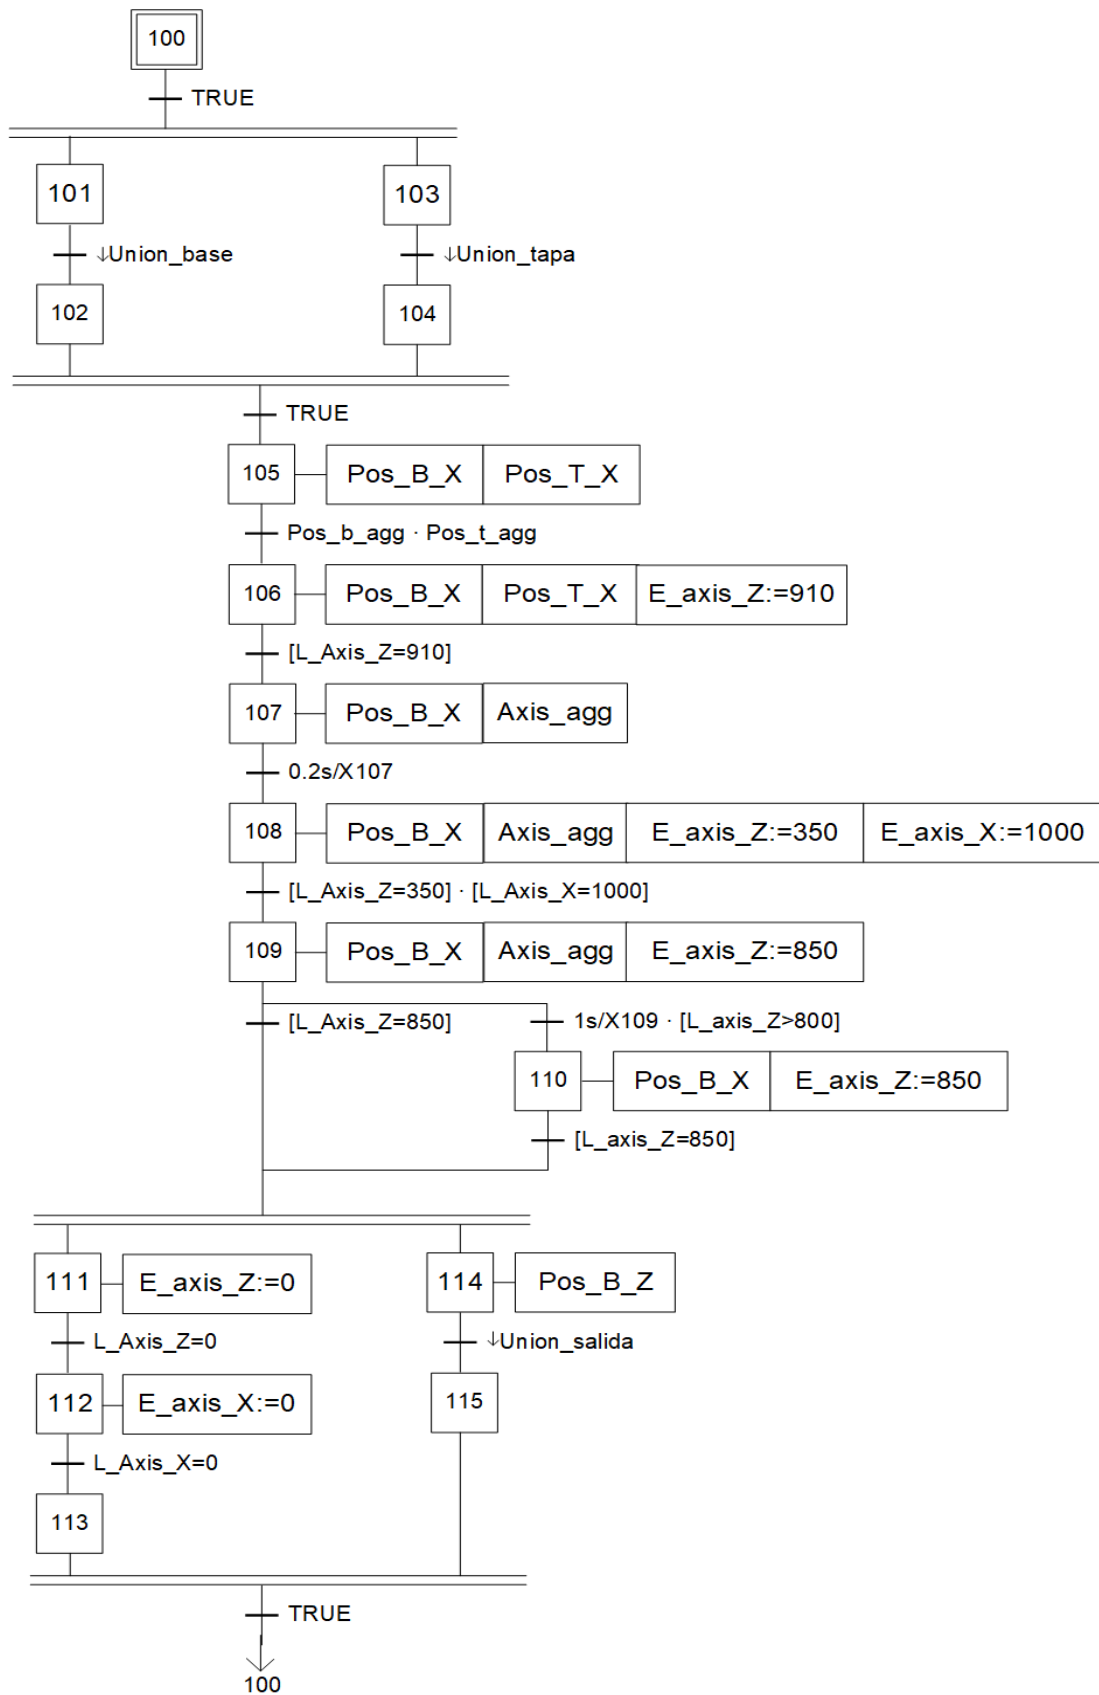 100
TRUE
101 103
↓Union_base ↓Union_tapa
102 104
TRUE
105 Pos_B_X Pos_T_X
Pos_b_agg · Pos_t_agg
106 Pos_B_X Pos_T_X E_axis_Z:=910
[L_Axis_Z=910]
107 Pos_B_X Axis_agg
0.2s/X107
108 Pos_B_X Axis_agg E_axis_Z:=350 E_axis_X:=1000
[L_Axis_Z=350] · [L_Axis_X=1000]
109 Pos_B_X Axis_agg E_axis_Z:=850
[L_Axis_Z=850] 1s/X109 · [L_axis_Z>800]
110 Pos_B_X E_axis_Z:=850
[L_axis_Z=850]
111 E_axis_Z:=0 114 Pos_B_Z
L_Axis_Z=0 ↓Union_salida
112 E_axis_X:=0 115
L_Axis_X=0
113
TRUE
100